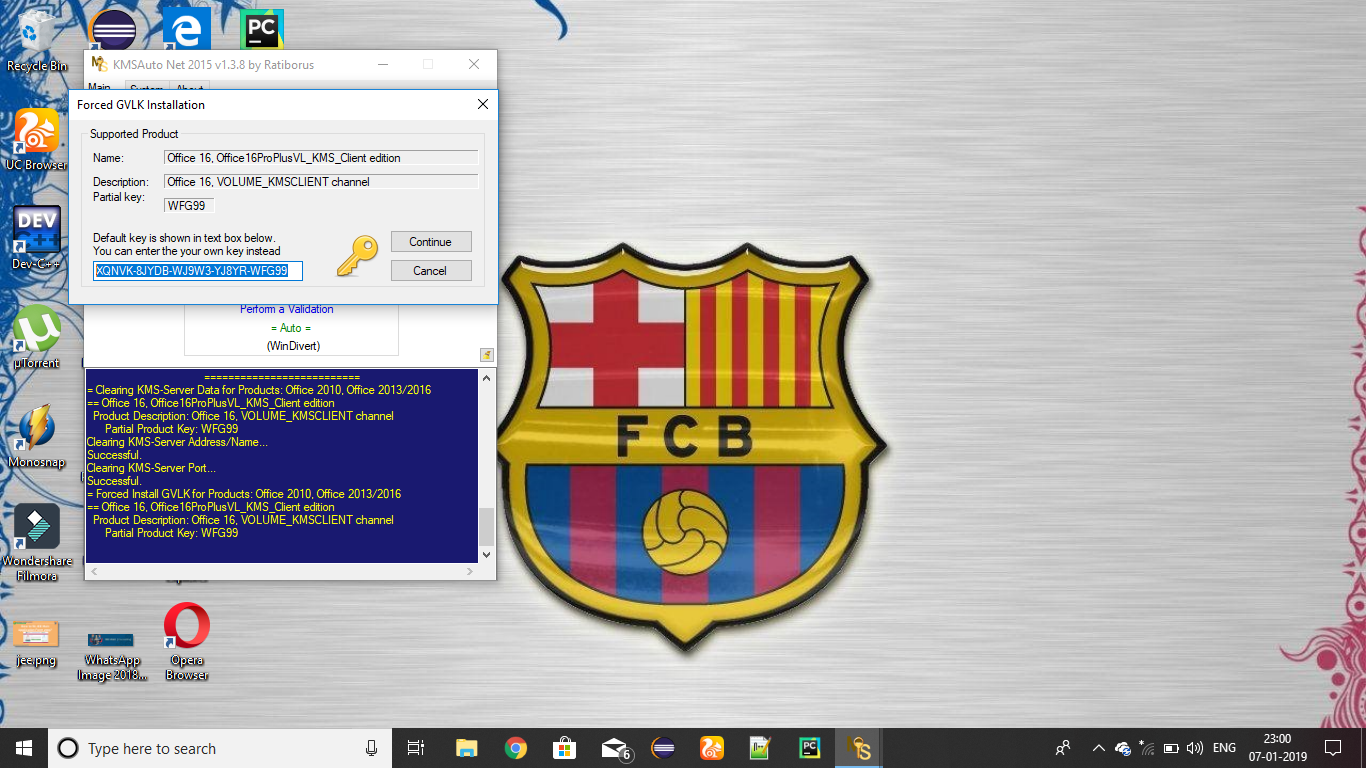 Recycle Bin
PC
KMSAuto Net 2015 v1.3.8 by Ratiborus
Main System About
Forced GVLK Installation
Supported Product
Name: Office 16, Office16ProPlusVL_KMS_Client edition
Description: Office 16, VOLUME_KMSCLIENT channel
Partial key:
WFG99
Default key is shown in text box below.
You can enter the your own key instead
Continue
XQNVK-8JYDB-WJ9W3-YJ8YR-WFG99
Cancel
Perform a Validation
= Auto =
(WinDivert)
==========================
= Clearing KMS-Server Data for Products: Office 2010, Office 2013/2016
== Office 16, Office16ProPlusVL_KMS_Client edition
Product Description: Office 16, VOLUME_KMSCLIENT channel
Partial Product Key: WFG99
Clearing KMS-Server Address/Name...
Successful.
Clearing KMS-Server Port...
Successful.
= Forced Install GVLK for Products: Office 2010, Office 2013/2016
== Office 16, Office16ProPlusVL_KMS_Client edition
Product Description: Office 16, VOLUME_KMSCLIENT channel
Partial Product Key: WFG99
UC Browser
DEV
C++
Dev-C++
µTorrent
Monosnap
Wondershare
Filmora
jee.png
WhatsApp
Image 2018...
Opera
Browser
FCB
Type here to search
6
PC
ENG
23:00
07-01-2019